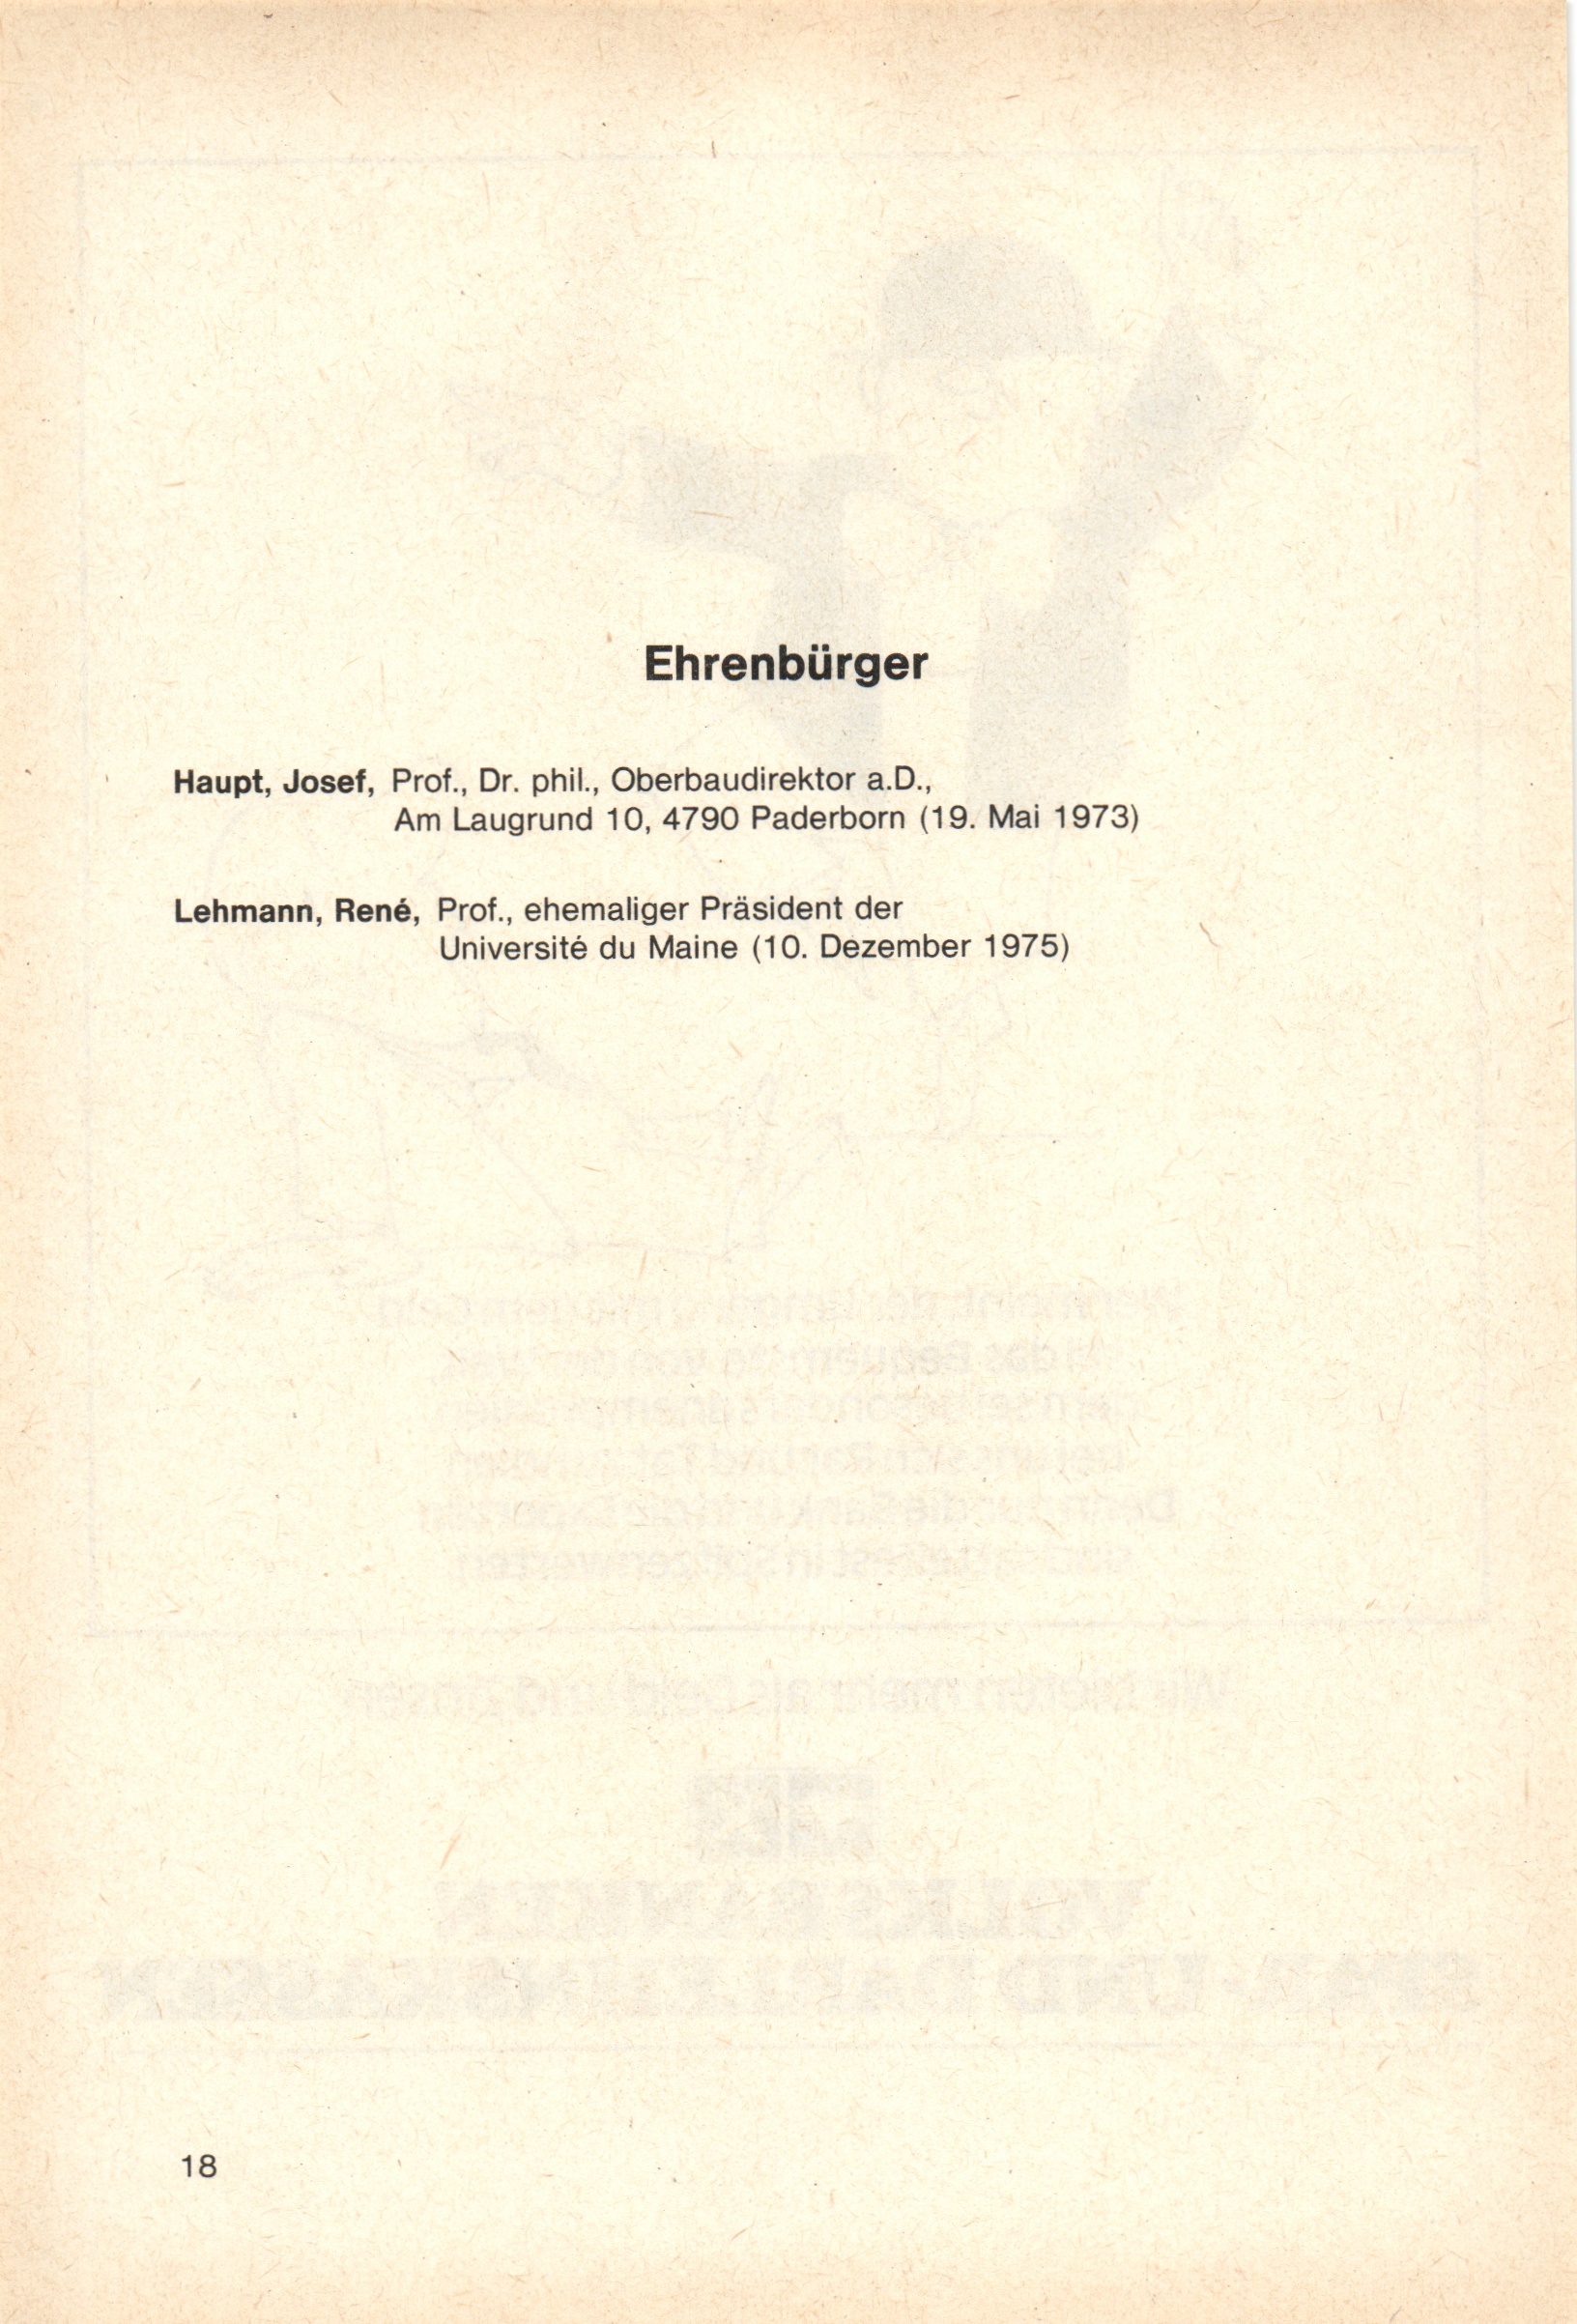 Ehrenbürger
Haupt, Josef, Prof., Dr. phil., Oberbaudirektor a.D.,
Am Laugrund 10, 4790 Paderborn (19. Mai 1973)
Lehmann, René, Prof., ehemaliger Präsident der
Université du Maine (10. Dezember 1975)
18